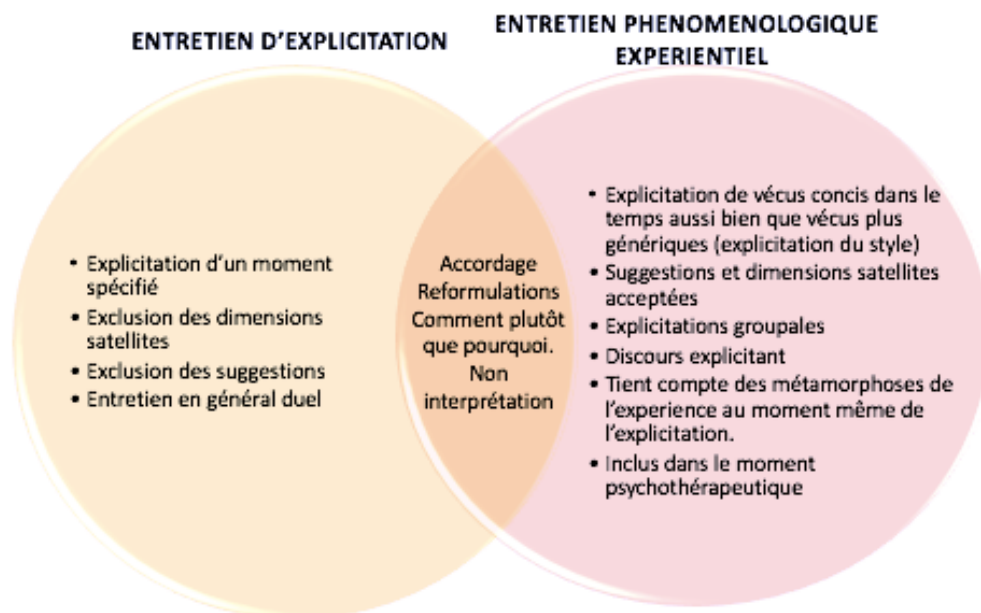 ENTRETIEN D'EXPLICITATION
ENTRETIEN PHENOMENOLOGIQUE
EXPERIENTIEL
• Explicitation d'un moment
spécifié
• Exclusion des dimensions
satellites
• Exclusion des suggestions
• Entretien en général duel
Accordage
Reformulations
Comment plutôt
que pourquoi.
Non
interprétation
• Explicitation de vécus concis dans le
temps aussi bien que vécus plus
génériques (explicitation du style)
• Suggestions et dimensions satellites
acceptées
• Explicitations groupales
• Discours explicitant
• Tient compte des métamorphoses de
l'experience au moment même de
l'explicitation.
• Inclus dans le moment
psychothérapeutique